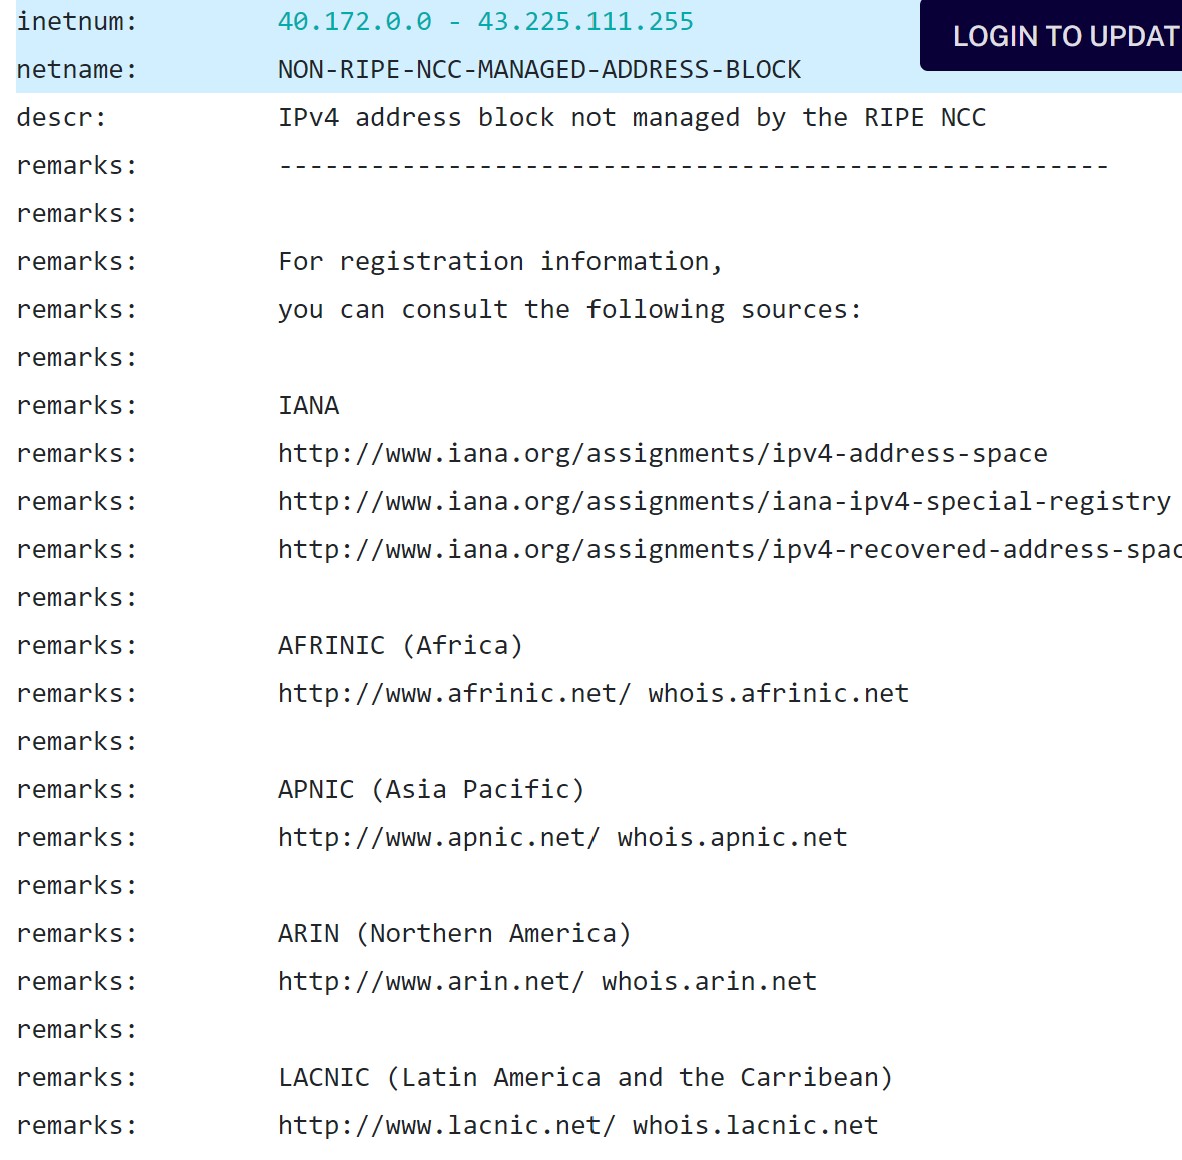 inetnum: 40.172.0.0 - 43.225.111.255
LOGIN TO UPDAT
netname: NON-RIPE-NCC-MANAGED-ADDRESS-BLOCK
descr: IPv4 address block not managed by the RIPE NCC
remarks: ------------------------------------------------------
remarks:
remarks: For registration information,
remarks: you can consult the following sources:
remarks:
remarks: IANA
remarks: http://www.iana.org/assignments/ipv4-address-space
remarks: http://www.iana.org/assignments/iana-ipv4-special-registry
remarks: http://www.iana.org/assignments/ipv4-recovered-address-spac
remarks:
remarks: AFRINIC (Africa)
remarks: http://www.afrinic.net/ whois.afrinic.net
remarks:
remarks: APNIC (Asia Pacific)
remarks: http://www.apnic.net/ whois.apnic.net
remarks:
remarks: ARIN (Northern America)
remarks: http://www.arin.net/ whois.arin.net
remarks:
remarks: LACNIC (Latin America and the Carribean)
remarks: http://www.lacnic.net/ whois.lacnic.net